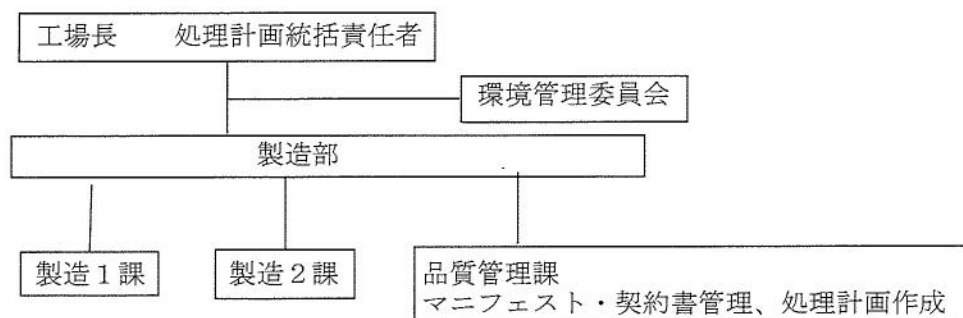 工場長　　処理計画統括責任者
環境管理委員会
製造部
製造１課
製造２課
品質管理課
マニフェスト・契約書管理、処理計画作成